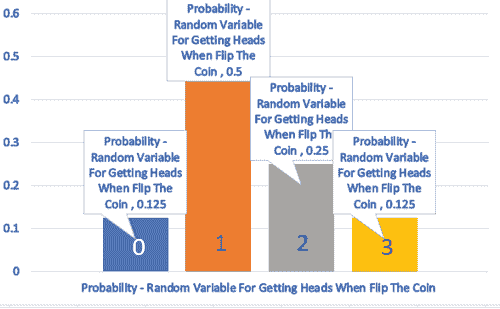 0.6
0.5
0.4
0.3
0.2
0.1
0
Probability -
Random Variable
For Getting Heads
When Flip The
Coin , 0.125
Probability -
Random Variable
For Getting Heads
When Flip The
Coin , 0.5
Probability -
Random Variable
For Getting Heads
When Flip The
Coin , 0.25
Probability -
Random Variable
For Getting Heads
When Flip The
Coin , 0.125
0
1
2
3
Probability - Random Variable For Getting Heads When Flip The Coin